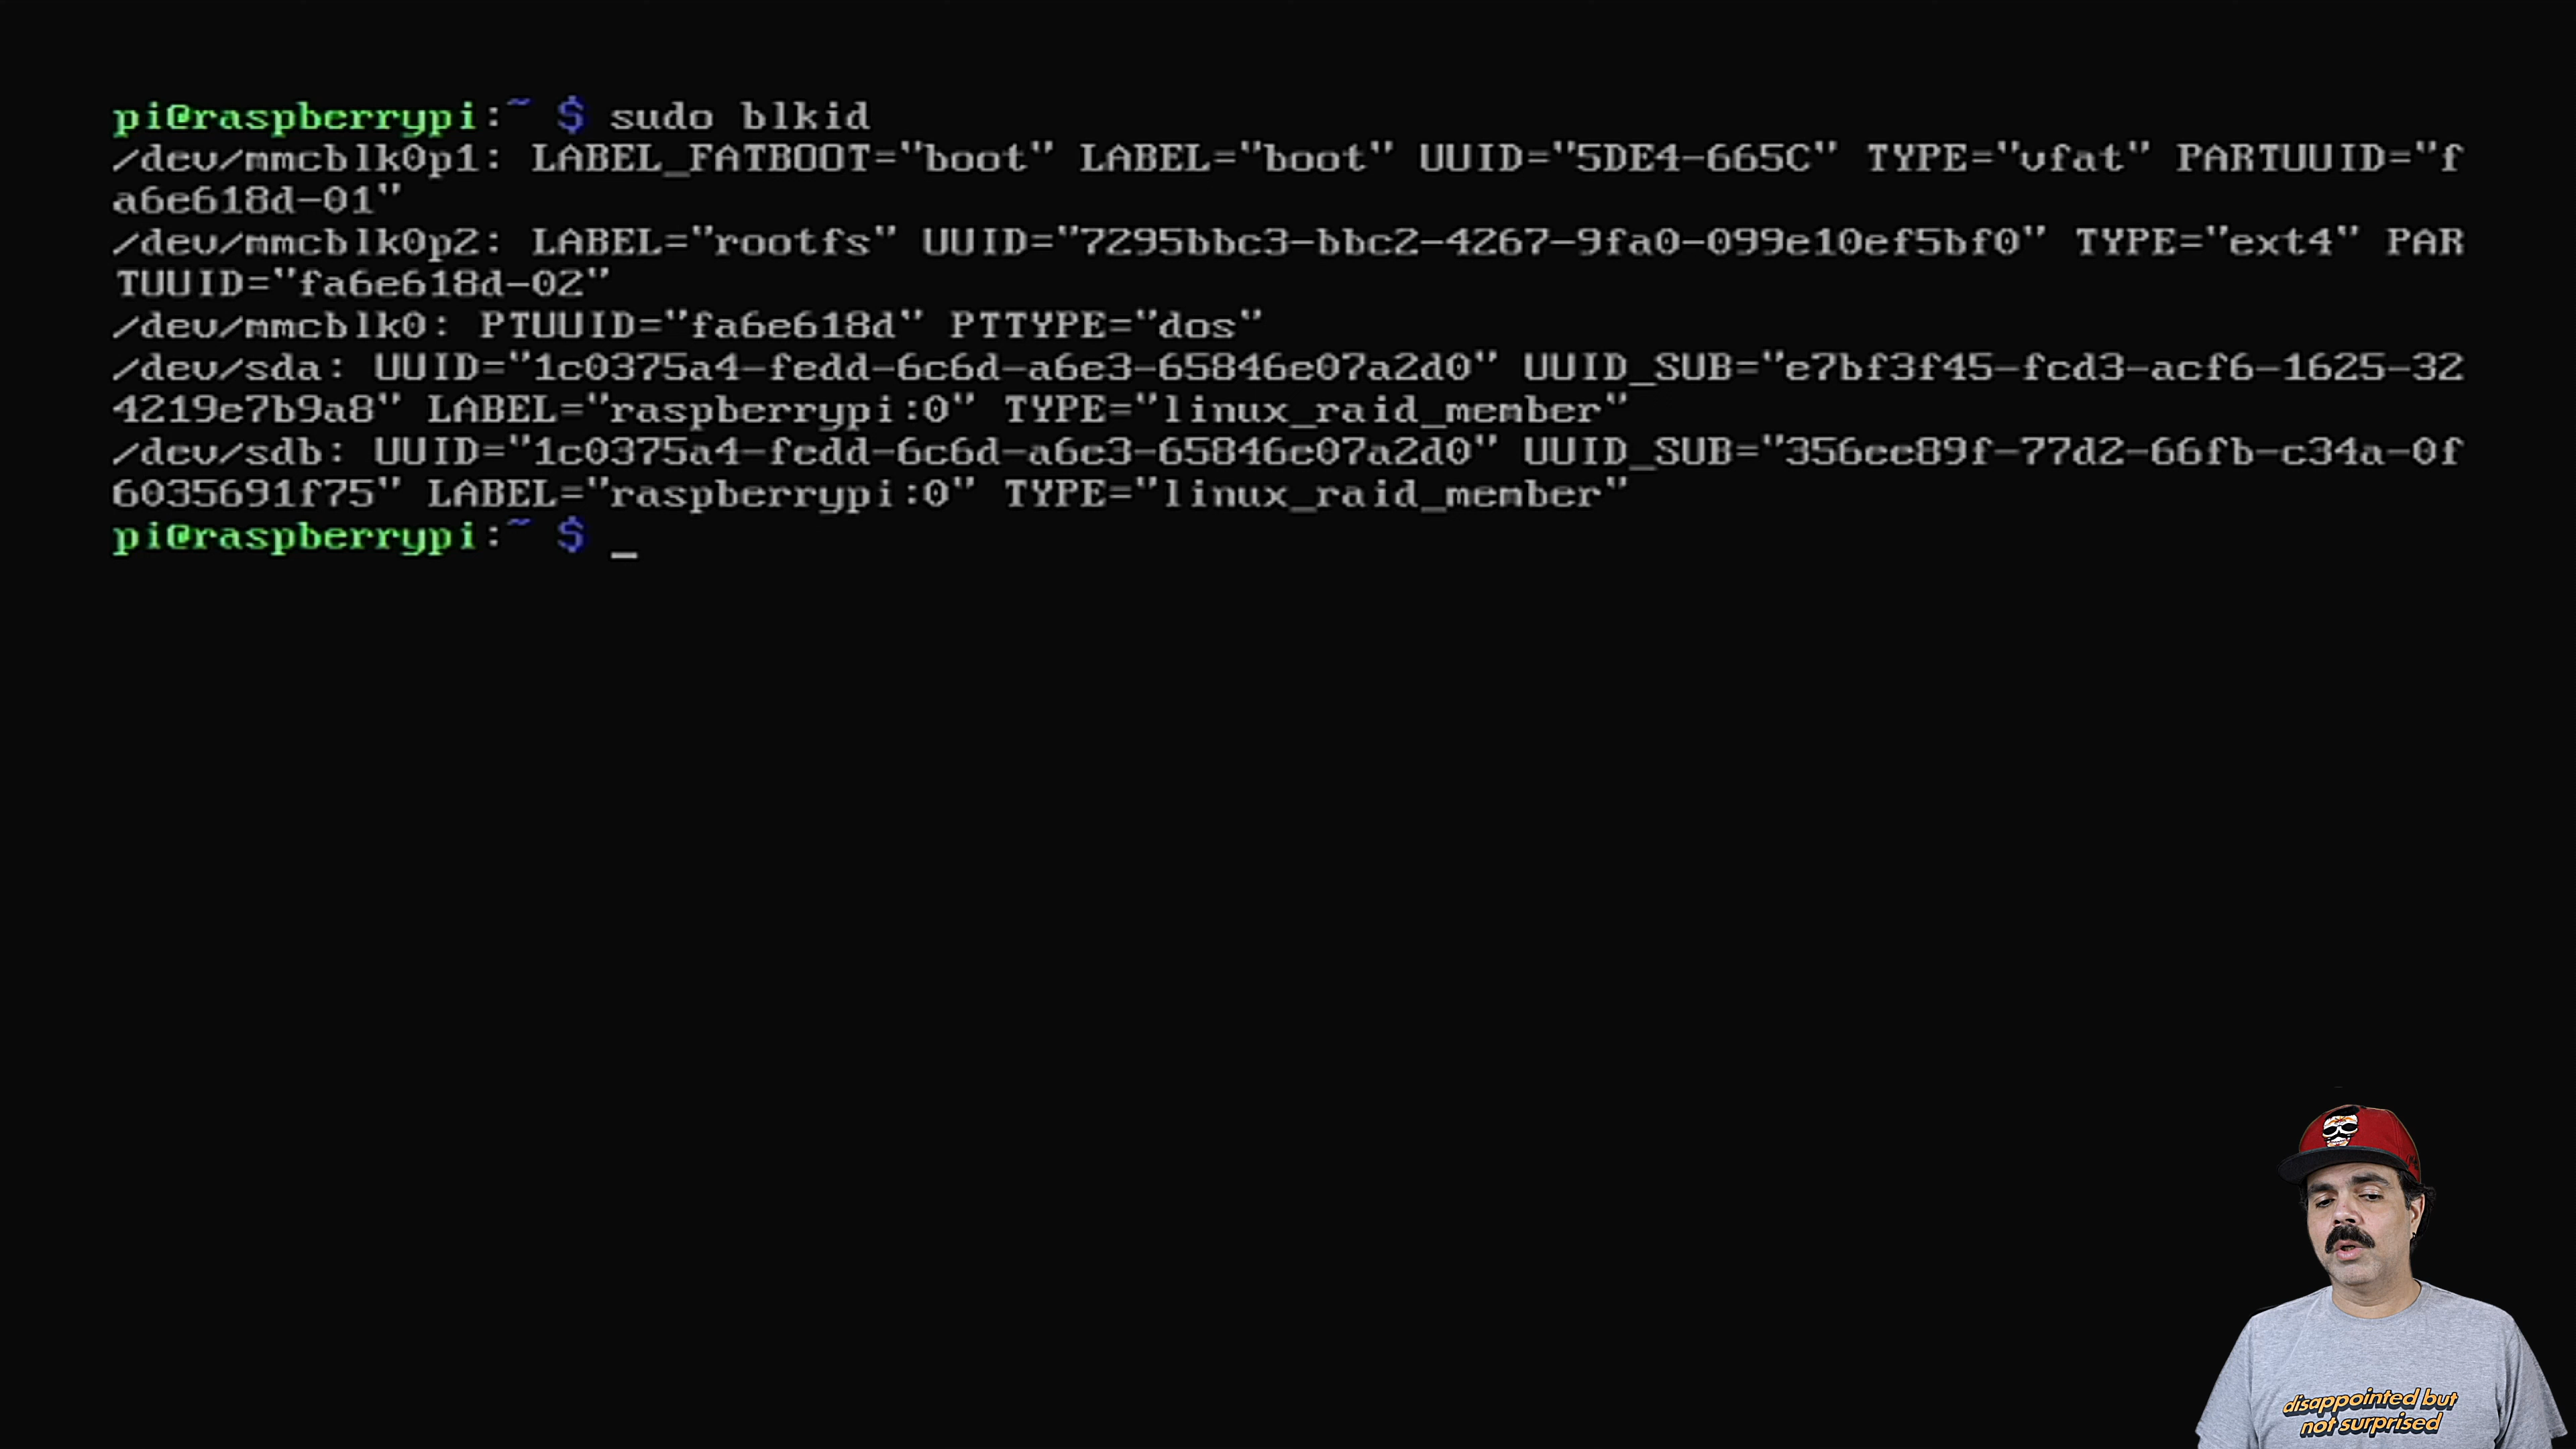 pi@raspberrypi:~ $ sudo blkid
/dev/mmcblk0p1: LABEL_FATBOOT="boot" LABEL="boot" UUID="5DE4-665C" TYPE="vfat" PARTUUID="f
a6e618d-01"
/dev/mmcblk0p2: LABEL="rootfs" UUID="7295bbc3-bbc2-4267-9fa0-099e10ef5bf0" TYPE="ext4" PAR
TUUID="fa6e618d-02"
/dev/mmcblk0: PTUUID="fa6e618d" PTTYPE="dos"
/dev/sda: UUID="1c0375a4-fedd-6c6d-a6e3-65846e07a2d0" UUID_SUB="e7bf3f45-fcd3-acf6-1625-32
4219e7b9a8" LABEL="raspberrypi:0" TYPE="linux_raid_member"
/dev/sdb: UUID="1c0375a4-fedd-6c6d-a6e3-65846e07a2d0" UUID_SUB="356ee89f-77d2-66fb-c34a-0f
6035691f75" LABEL="raspberrypi:0" TYPE="linux_raid_member"
pi@raspberrypi:~ $ _
disappointed but
not surprised